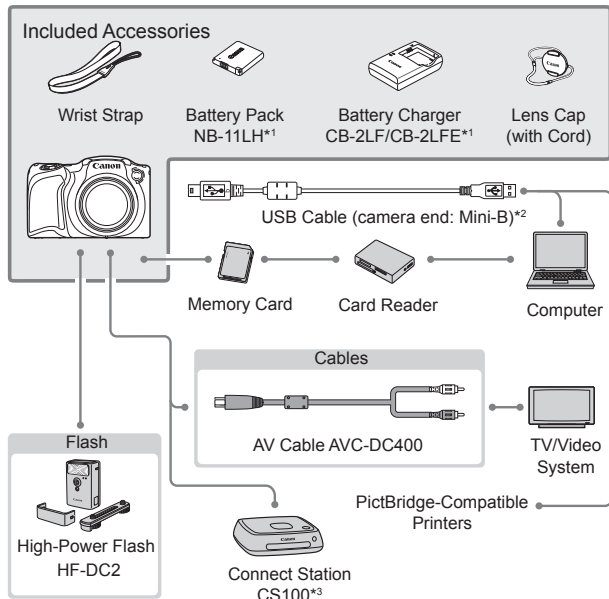 Included Accessories
Wrist Strap
Battery Pack
NB-11LH*1
Battery Charger
CB-2LF/CB-2LFE*1
Lens Cap
(with Cord)
Canon
USB Cable (camera end: Mini-B)*2
Memory Card
Card Reader
Computer
Cables
AV Cable AVC-DC400
TV/Video
System
Flash
High-Power Flash
HF-DC2
PictBridge-Compatible
Printers
Canon
Connect Station
CS100*3